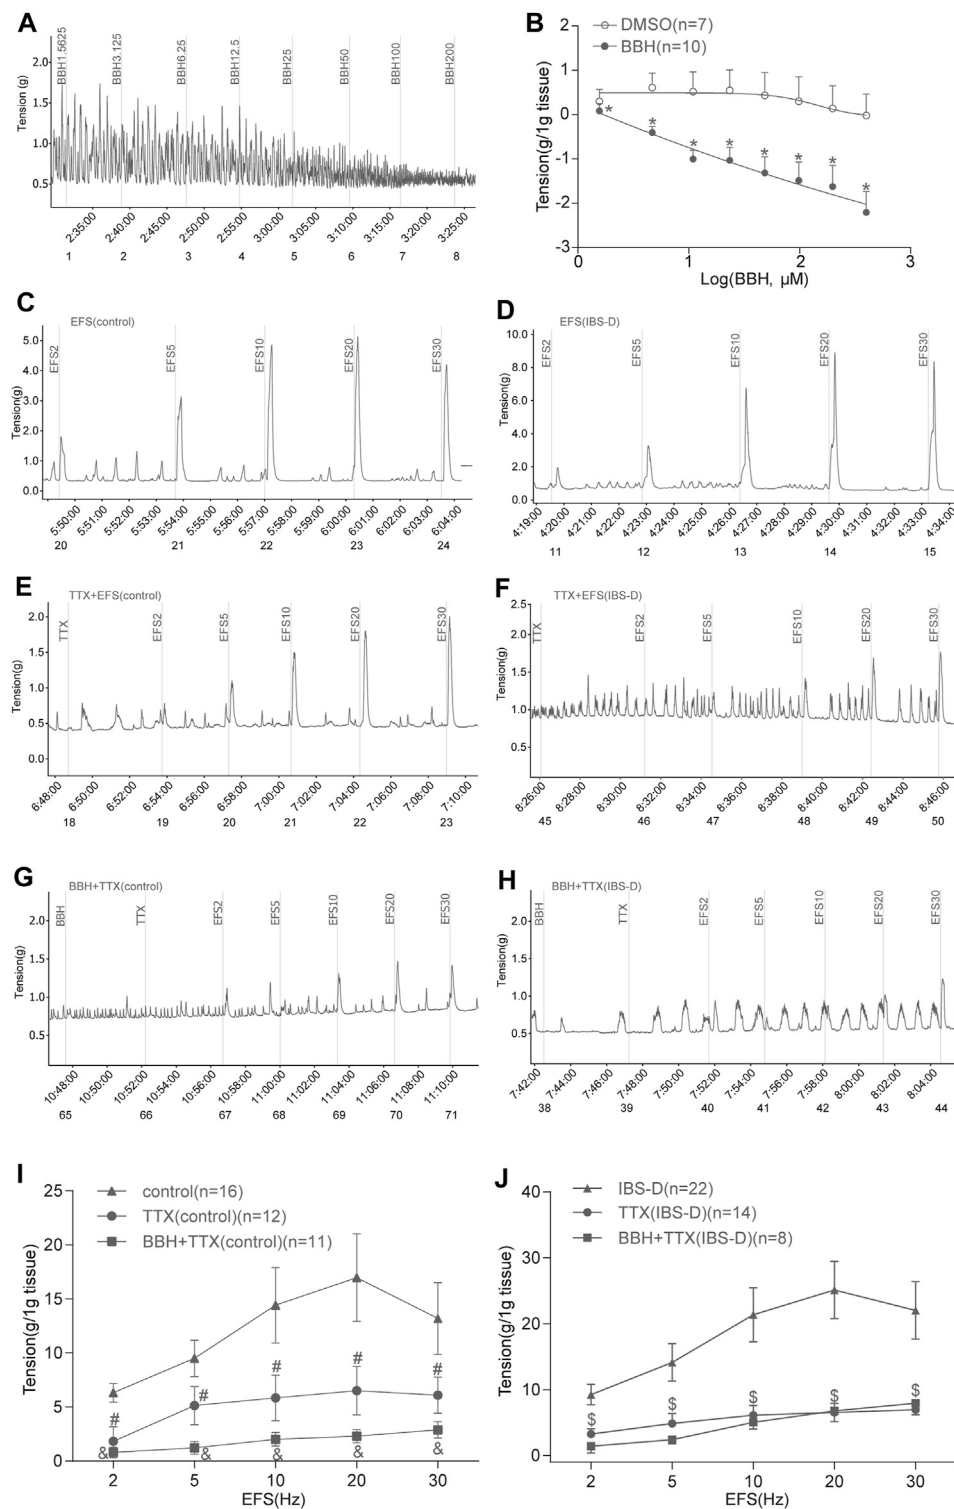 A
Tension (g)
2.0
1.5
1.0
0.5
BBH1.5625
BBH3.125
BBH6.25
BBH12.5
BBH25
BBH50
BBH100
BBH200
2:35:00
2:40:00
2:45:00
2:50:00
2:55:00
3:00:00
3:05:00
3:10:00
3:15:00
3:20:00
3:25:00
1 2 3 4 5 6 7 8
B
DMSO(n=7)
BBH(n=10)
Tension(g/1g tissue)
2
1
0
-1
-2
-3
* * * * * * * *
0 1 2 3
Log(BBH, µM)
C
EFS(control)
Tension(g)
5.0
4.0
3.0
2.0
1.0
0.0
EFS2
EFS5
EFS10
EFS20
EFS30
5:50:00
5:51:00
5:52:00
5:53:00
5:54:00
5:55:00
5:56:00
5:57:00
5:58:00
5:59:00
6:00:00
6:01:00
6:02:00
6:03:00
6:04:00
20 21 22 23 24
D
EFS(IBS-D)
Tension(g)
10.0
8.0
6.0
4.0
2.0
0.0
EFS2
EFS5
EFS10
EFS20
EFS30
4:19:00
4:20:00
4:23:00
4:24:00
4:25:00
4:26:00
4:27:00
4:28:00
4:29:00
4:30:00
4:31:00
4:32:00
4:33:00
4:34:00
11 12 13 14 15
E
TTX+EFS(control)
Tension(g)
2.0
1.5
1.0
0.5
0.0
TTX
EFS2
EFS5
EFS10
EFS20
EFS30
6:48:00
6:50:00
6:52:00
6:54:00
6:56:00
6:58:00
7:00:00
7:02:00
7:04:00
7:06:00
7:08:00
7:10:00
18 19 20 21 22 23
F
TTX+EFS(IBS-D)
Tension(g)
2.5
2.0
1.5
1.0
0.5
TTX
EFS2
EFS5
EFS10
EFS20
EFS30
8:26:00
8:28:00
8:30:00
8:32:00
8:34:00
8:36:00
8:38:00
8:40:00
8:42:00
8:44:00
8:46:00
45 46 47 48 49 50
G
BBH+TTX(control)
Tension(g)
2.0
1.5
1.0
0.5
BBH
TTX
EFS2
EFS5
EFS10
EFS20
EFS30
10:48:00
10:50:00
10:52:00
10:54:00
10:56:00
10:58:00
11:00:00
11:02:00
11:04:00
11:06:00
11:08:00
11:10:00
65 66 67 68 69 70 71
H
BBH+TTX(IBS-D)
Tension(g)
2.0
1.5
1.0
0.5
BBH
TTX
EFS2
EFS5
EFS10
EFS20
EFS30
7:42:00
7:44:00
7:46:00
7:48:00
7:50:00
7:52:00
7:54:00
7:56:00
7:58:00
8:00:00
8:02:00
8:04:00
38 39 40 41 42 43 44
I
control(n=16)
TTX(control)(n=12)
BBH+TTX(control)(n=11)
Tension(g/1g tissue)
25
20
15
10
5
0
# # # # #
& & & & &
2 5 10 20 30
EFS(Hz)
J
IBS-D(n=22)
TTX(IBS-D)(n=14)
BBH+TTX(IBS-D)(n=8)
Tension(g/1g tissue)
40
30
20
10
0
$ $ $ $ $
2 5 10 20 30
EFS(Hz)